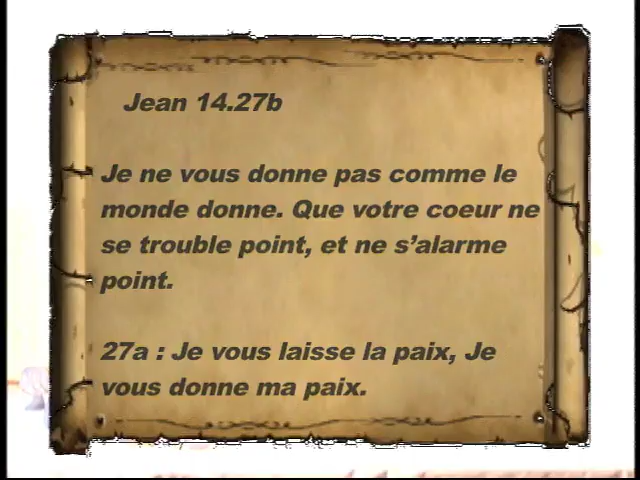 Jean 14.27b
Je ne vous donne pas comme le
monde donne. Que votre coeur ne
se trouble point, et ne s'alarme
point.
27a : Je vous laisse la paix, Je
vous donne ma paix.